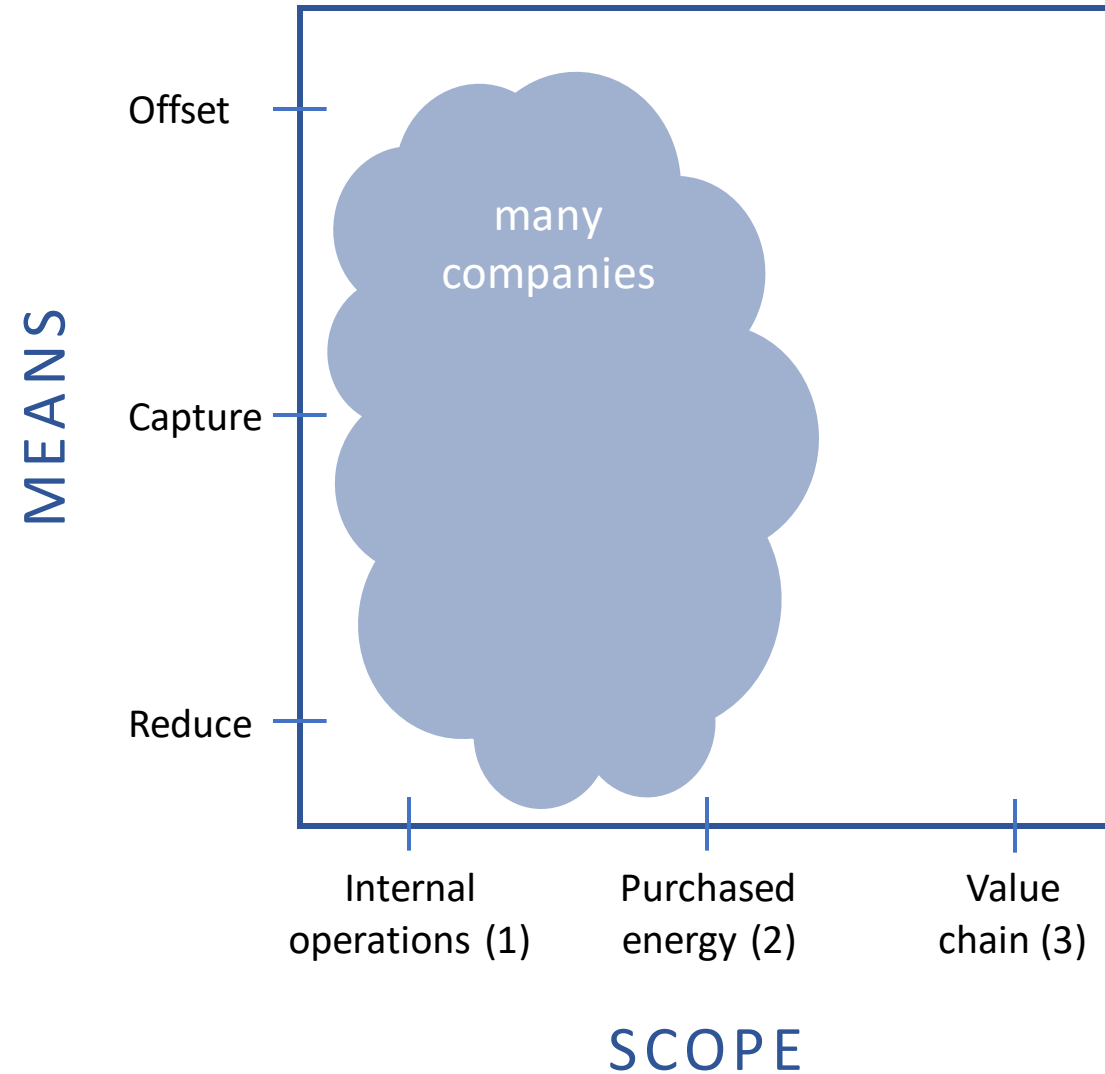 Offset
many
companies
MEANS
Capture
Reduce
Internal
operations (1)
Purchased
energy (2)
Value
chain (3)
SCOPE